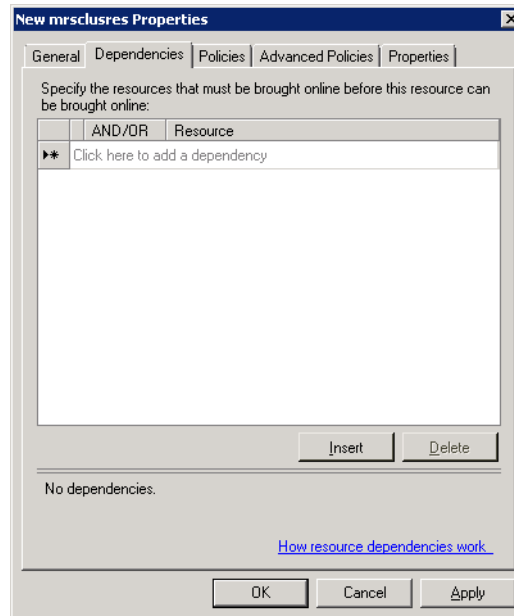 New mrsclusres Properties
General Dependencies Policies Advanced Policies Properties
Specify the resources that must be brought online before this resource can
be brought online:
AND/OR Resource
Click here to add a dependency
Insert Delete
No dependencies.
How resource dependencies work
OK Cancel Apply